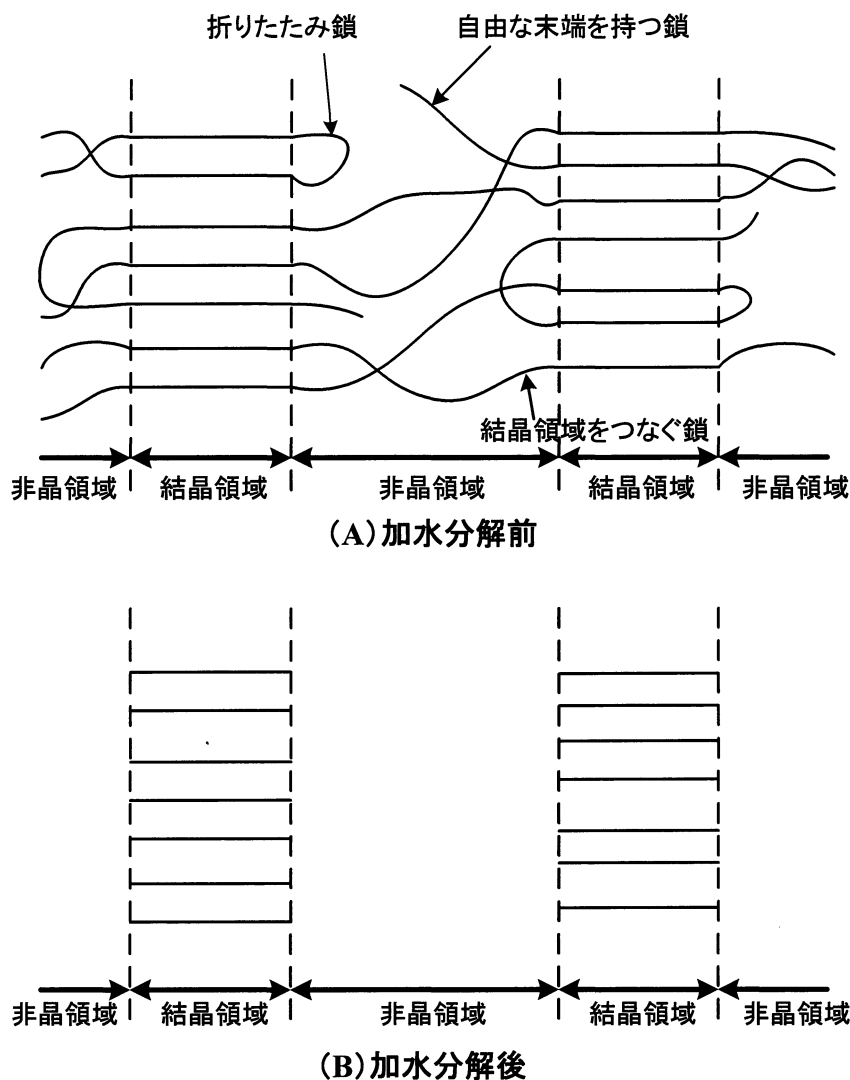 折りたたみ鎖
自由な末端を持つ鎖
結晶領域をつなぐ鎖
非晶領域 結晶領域 非晶領域 結晶領域 非晶領域
(A)加水分解前
非晶領域 結晶領域 非晶領域 結晶領域 非晶領域
(B)加水分解後